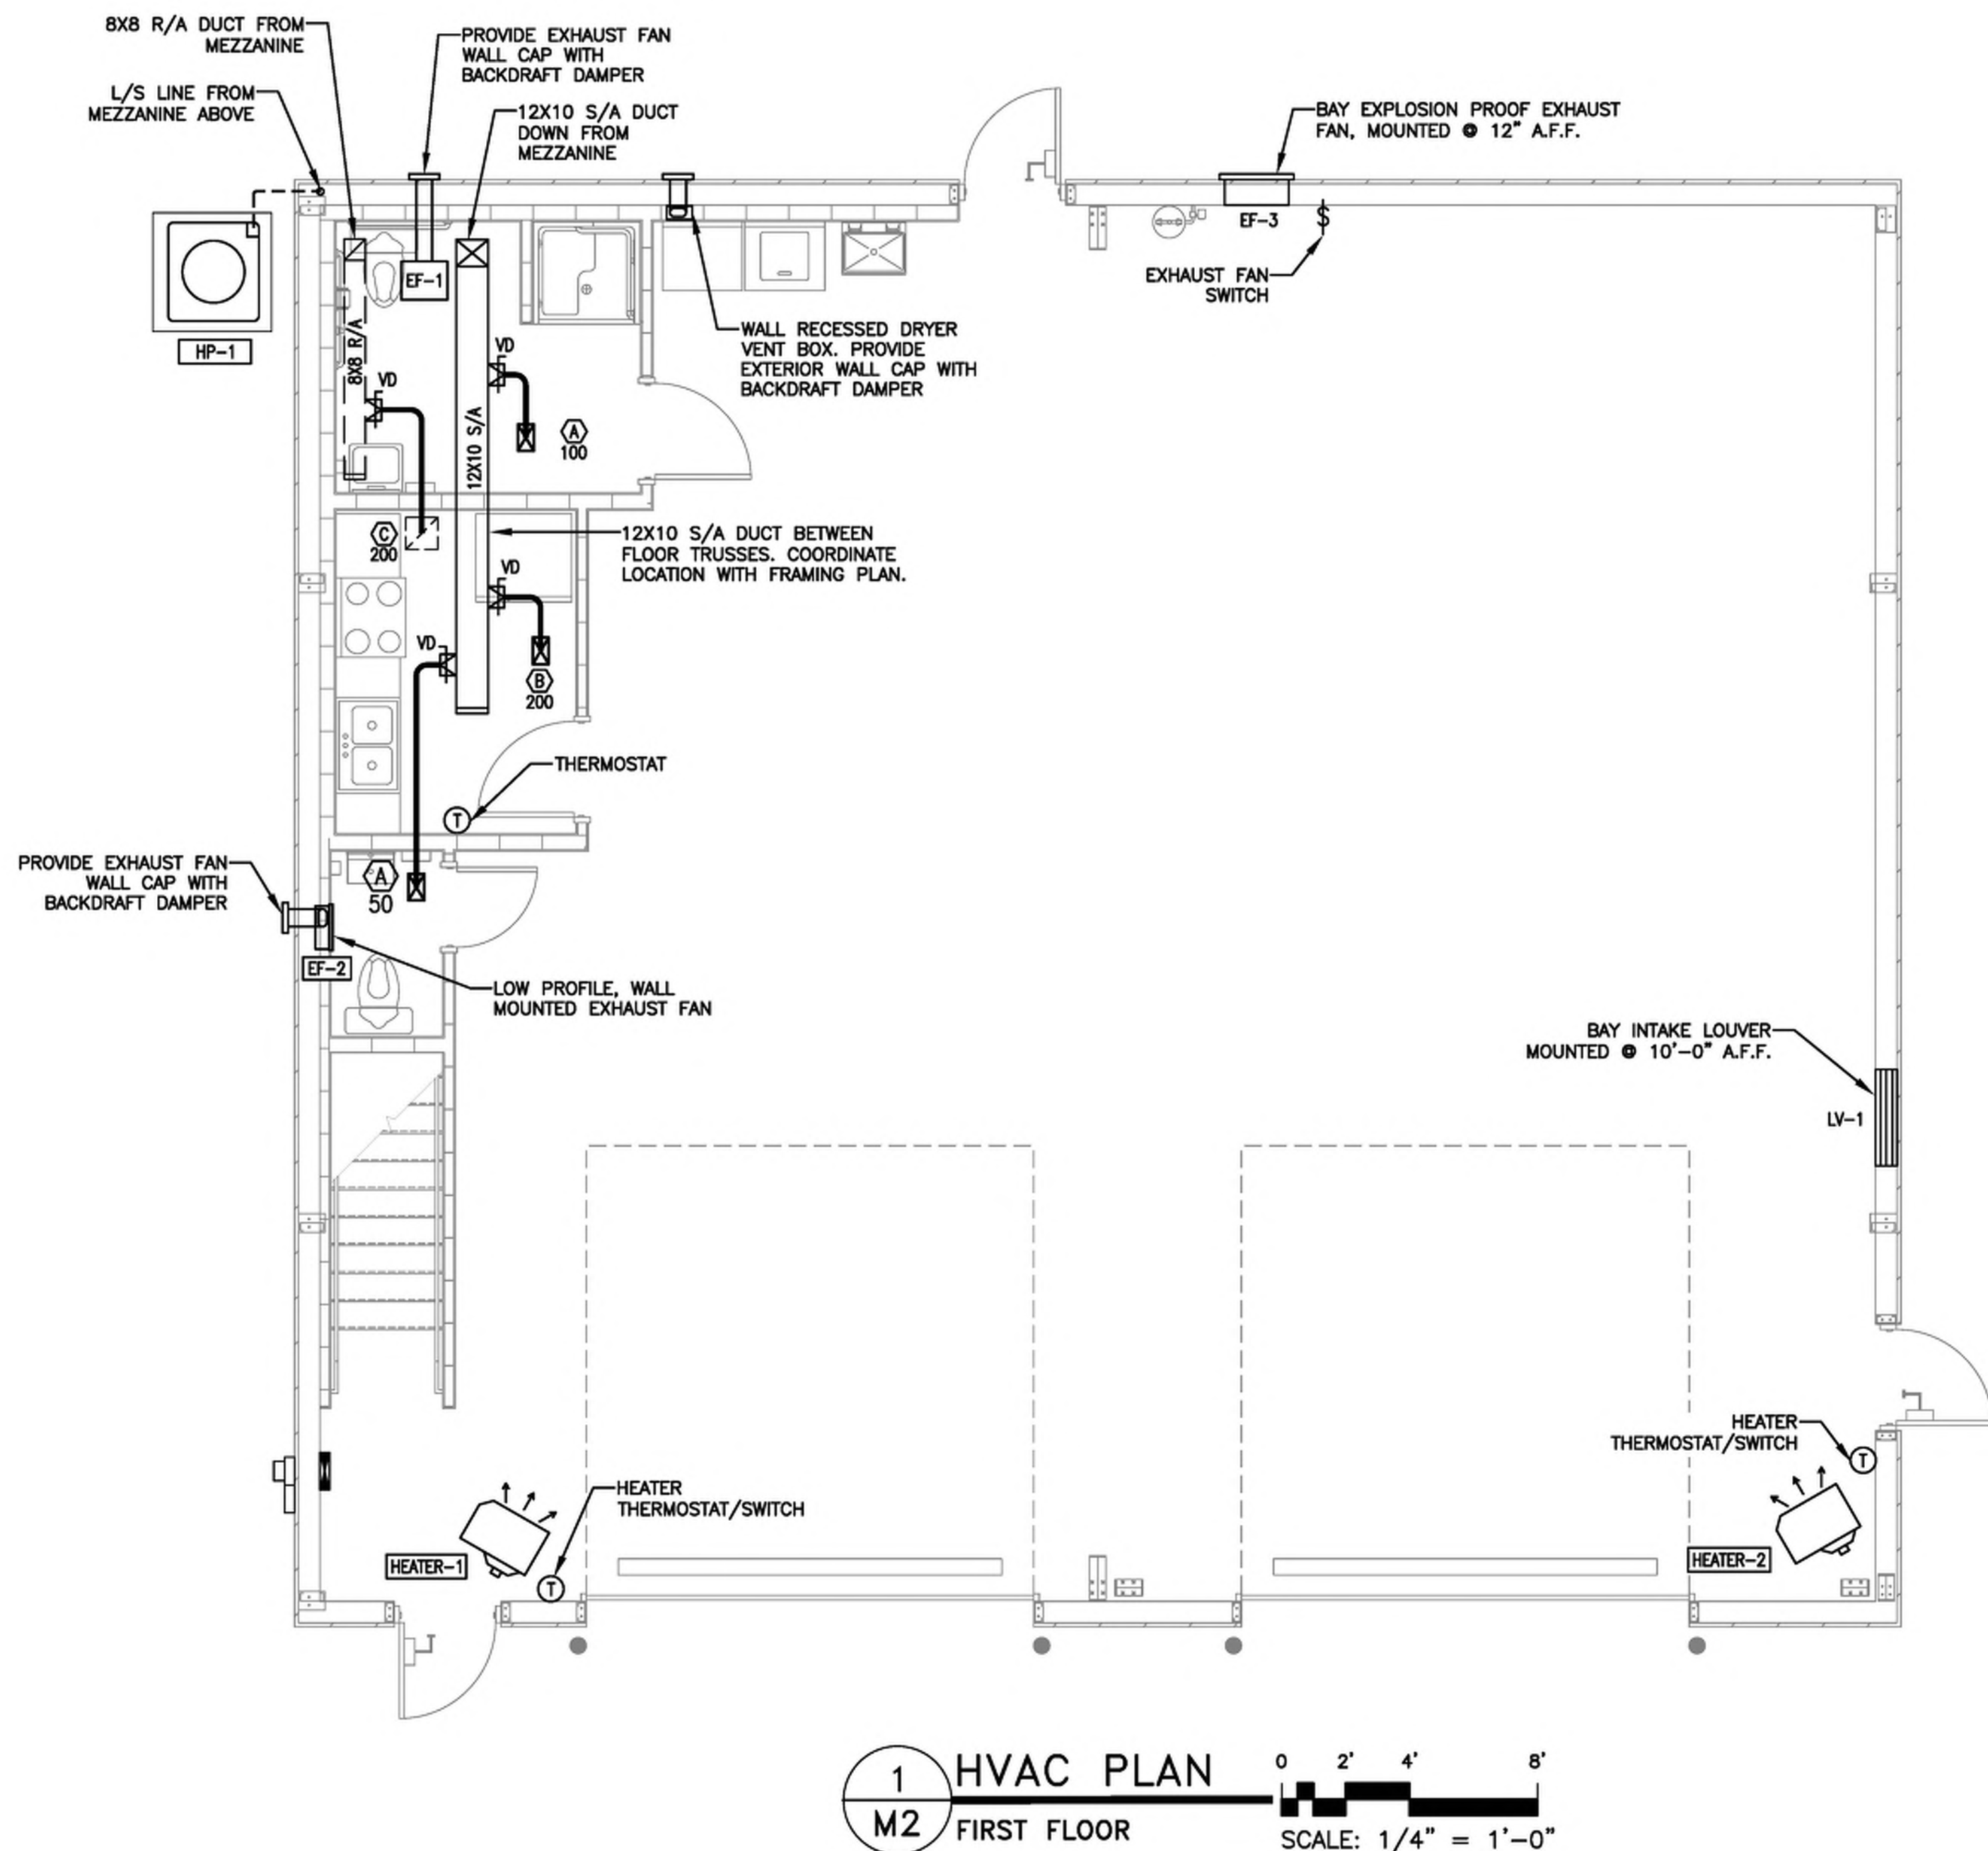 8X8 R/A DUCT FROM
MEZZANINE
PROVIDE EXHAUST FAN
WALL CAP WITH
BACKDRAFT DAMPER
L/S LINE FROM
MEZZANINE ABOVE
12X10 S/A DUCT
DOWN FROM
MEZZANINE
BAY EXPLOSION PROOF EXHAUST
FAN, MOUNTED @ 12" A.F.F.
EF-3
S
EXHAUST FAN
SWITCH
EF-1
HP-1
8X8 R/A
VD
VD
12X10 S/A
WALL RECESSED DRYER
VENT BOX. PROVIDE
EXTERIOR WALL CAP WITH
BACKDRAFT DAMPER
A
100
C
200
12X10 S/A DUCT BETWEEN
FLOOR TRUSSES. COORDINATE
LOCATION WITH FRAMING PLAN.
VD
VD
B
200
THERMOSTAT
T
PROVIDE EXHAUST FAN
WALL CAP WITH
BACKDRAFT DAMPER
A
50
EF-2
LOW PROFILE, WALL
MOUNTED EXHAUST FAN
BAY INTAKE LOUVER
MOUNTED @ 10'-0" A.F.F.
LV-1
HEATER
THERMOSTAT/SWITCH
T
HEATER
THERMOSTAT/SWITCH
HEATER-1
T
HEATER-2
1
M2
HVAC PLAN
FIRST FLOOR
0 2' 4' 8'
SCALE: 1/4" = 1'-0"